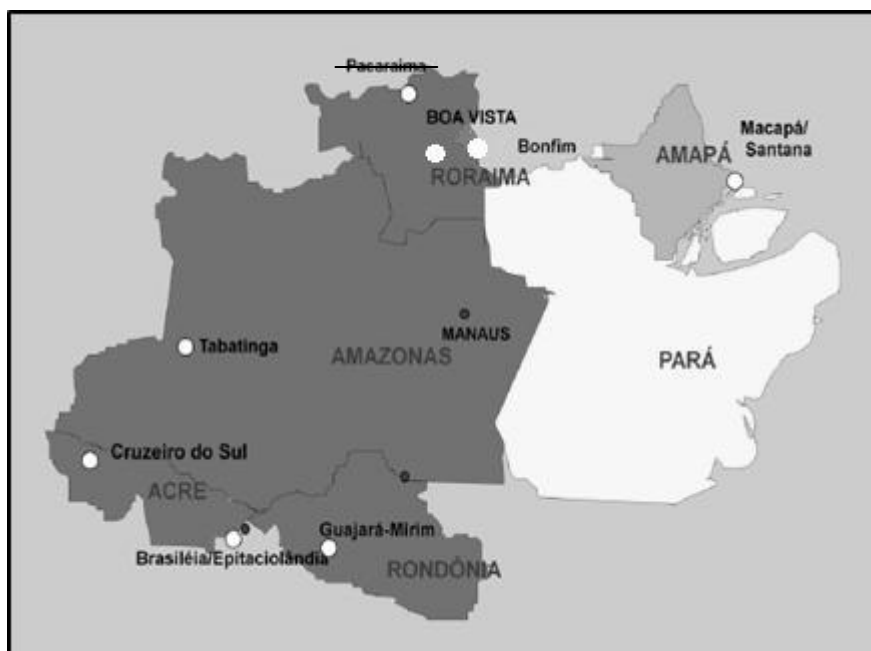 Pacaraima
BOA VISTA
Bonfim
Macapá/
Santana
AMAPÁ
RORAIMA
MANAUS
Tabatinga
AMAZONAS
PARÁ
Cruzeiro do Sul
ACRE
Guajará-Mirim
Brasiléia/Epitaciolândia
RONDÔNIA